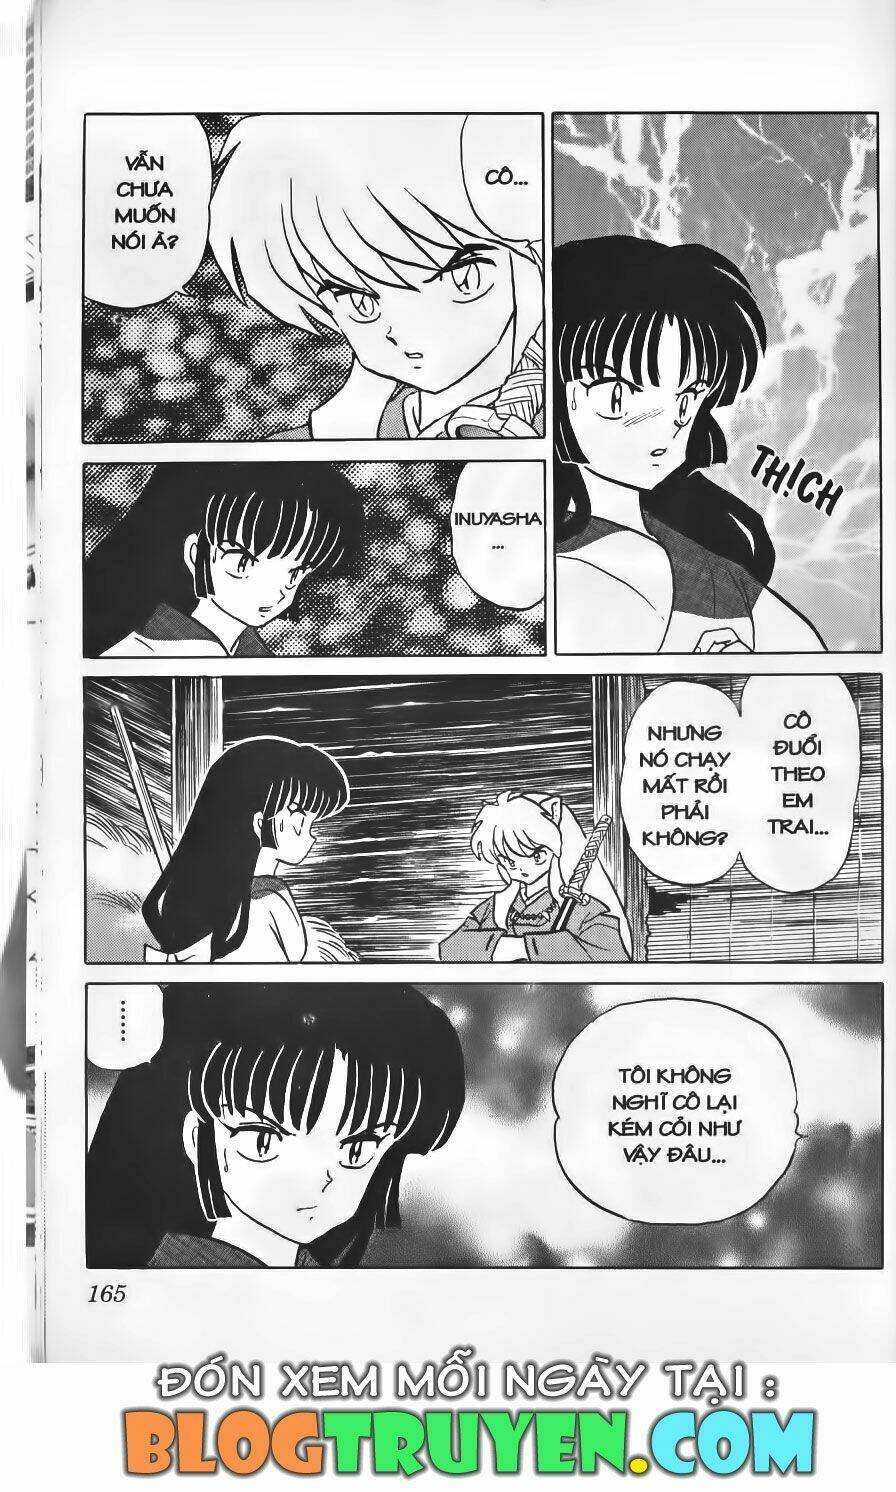 THỊCH
CÔ...
VẪN
CHƯA
MUỐN
NÓI À?
INUYASHA
...
CÔ
ĐUỔI
THEO
EM
TRAI...
NHƯNG
NÓ CHẠY
MẤT RỒI
PHẢI
KHÔNG?
TÔI KHÔNG
NGHĨ CÔ LẠI
KÉM CỎI NHƯ
VẬY ĐÂU...
.......
165
ĐÓN XEM MỖI NGÀY TẠI :
BLOGTRUYEN.COM